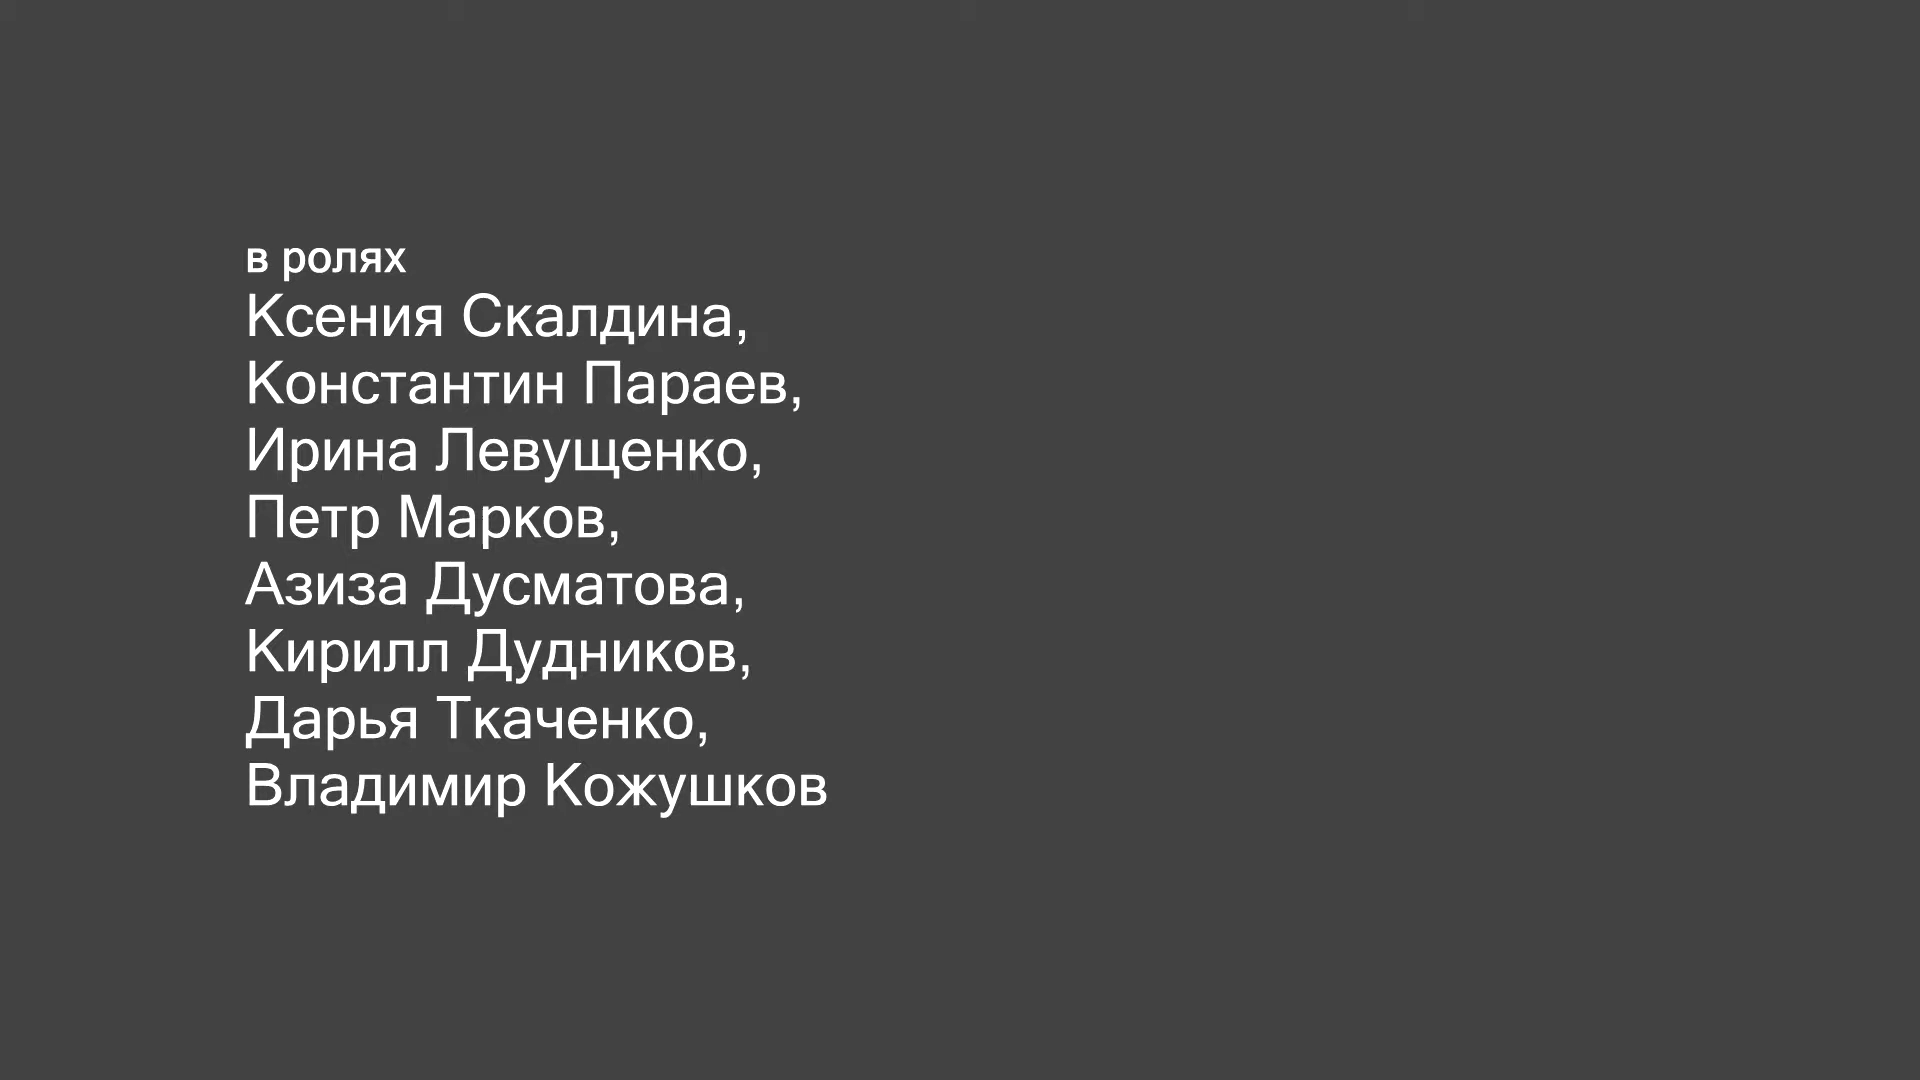 в ролях
Ксения Скалдина,
Константин Параев,
Ирина Левущенко,
Петр Марков,
Азиза Дусматова,
Кирилл Дудников,
Дарья Ткаченко,
Владимир Кожушков